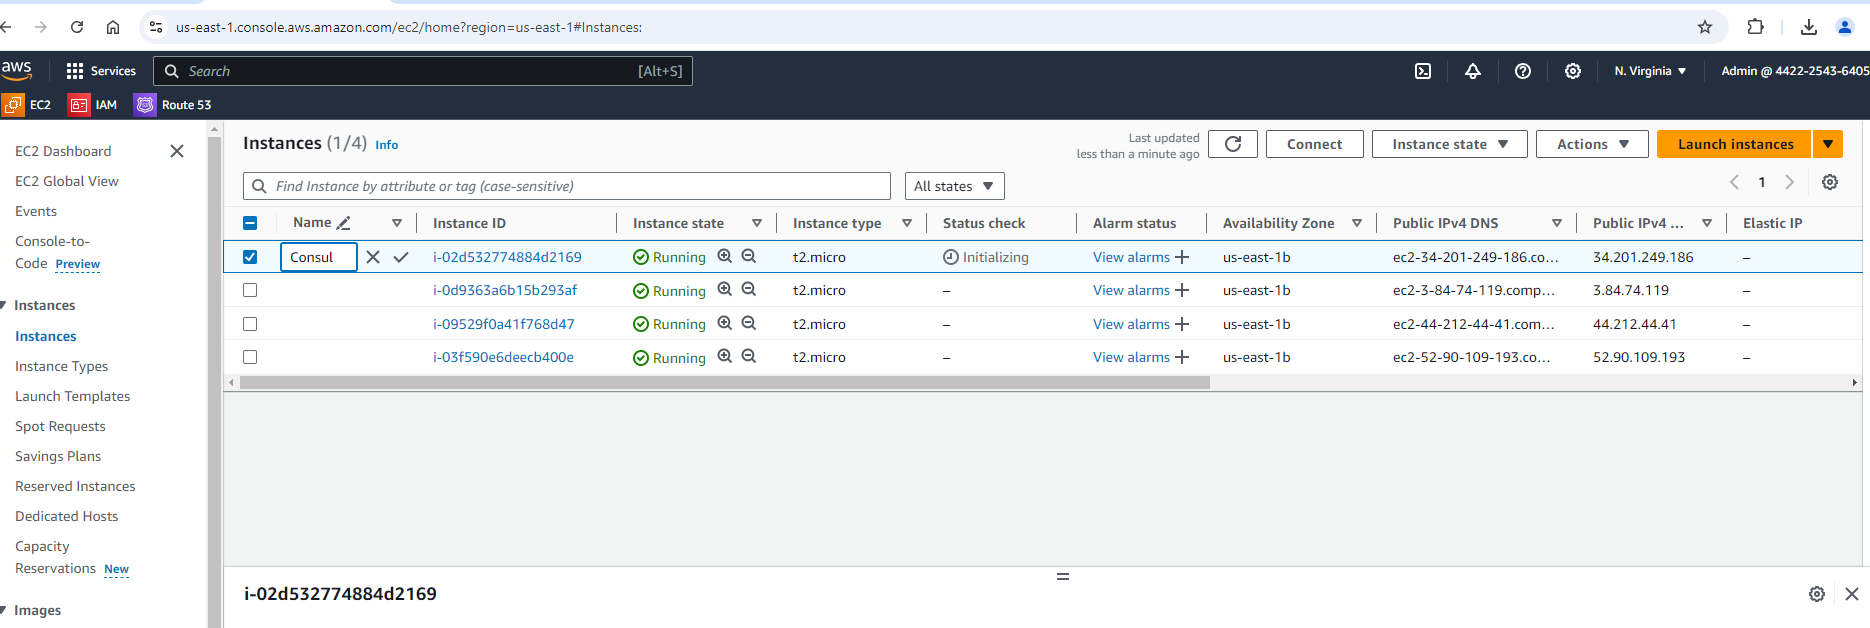 us-east-1.console.aws.amazon.com/ec2/home?region=us-east-1#Instances:
aws Services Search [Alt+S] N. Virginia Admin @ 4422-2543-6405
EC2 IAM Route 53
EC2 Dashboard
EC2 Global View
Events
Console-to-
Code Preview
Instances
Instances
Instance Types
Launch Templates
Spot Requests
Savings Plans
Reserved Instances
Dedicated Hosts
Capacity
Reservations New
Images
Instances (1/4) Info
Last updated
less than a minute ago
Connect Instance state Actions Launch instances
Find Instance by attribute or tag (case-sensitive) All states 1
Name Instance ID Instance state Instance type Status check Alarm status Availability Zone Public IPv4 DNS Public IPv4 ... Elastic IP
Consul i-02d532774884d2169 Running t2.micro Initializing View alarms + us-east-1b ec2-34-201-249-186.co... 34.201.249.186 –
i-0d9363a6b15b293af Running t2.micro – View alarms + us-east-1b ec2-3-84-74-119.comp... 3.84.74.119 –
i-09529f0a41f768d47 Running t2.micro – View alarms + us-east-1b ec2-44-212-44-41.com... 44.212.44.41 –
i-03f590e6deecb400e Running t2.micro – View alarms + us-east-1b ec2-52-90-109-193.co... 52.90.109.193 –
i-02d532774884d2169